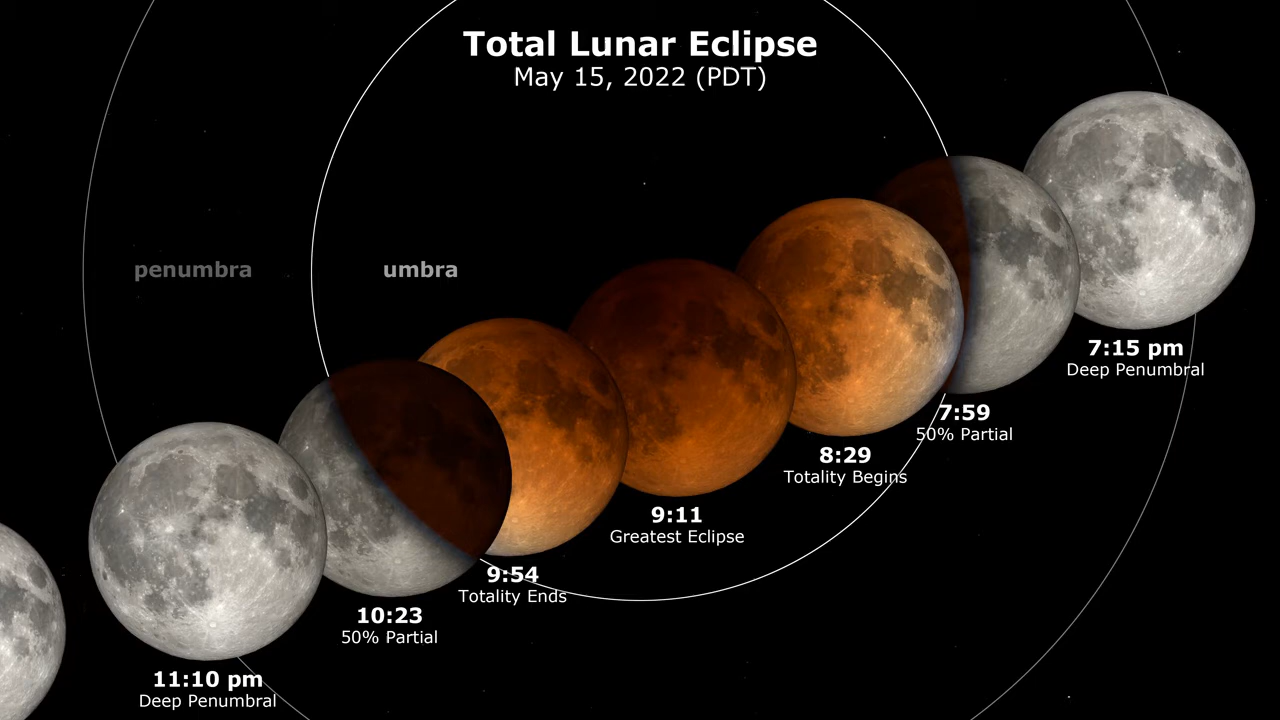 Total Lunar Eclipse
May 15, 2022 (PDT)
penumbra
umbra
7:15 pm
Deep Penumbral
7:59
50% Partial
8:29
Totality Begins
9:11
Greatest Eclipse
9:54
Totality Ends
10:23
50% Partial
11:10 pm
Deep Penumbral